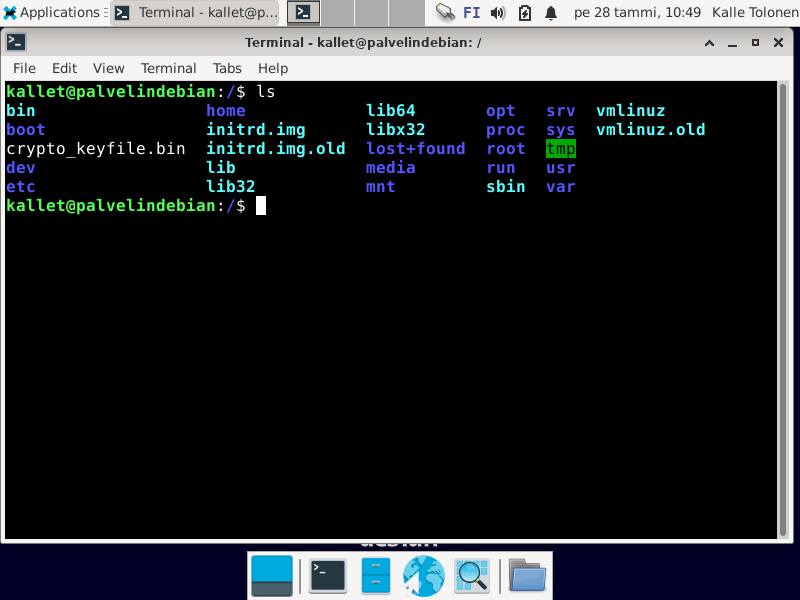 Applications Terminal - kallet@p... FI pe 28 tammi, 10:49 Kalle Tolonen
Terminal - kallet@palvelindebian: /
File Edit View Terminal Tabs Help
kallet@palvelindebian:/$ ls
bin home lib64 opt srv vmlinuz
boot initrd.img libx32 proc sys vmlinuz.old
crypto_keyfile.bin initrd.img.old lost+found root tmp
dev lib media run usr
etc lib32 mnt sbin var
kallet@palvelindebian:/$